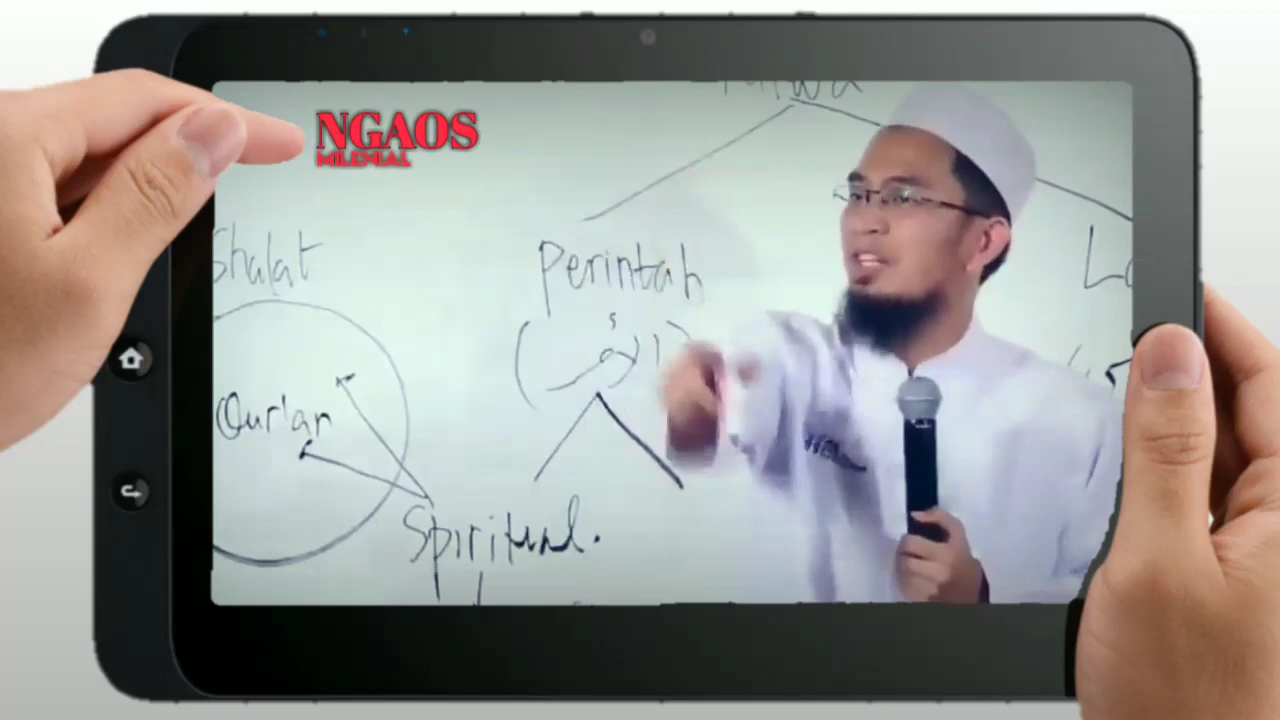 NGAOS
MILENIAL
Shalat
Perintah
Qur'an
Spiritual.